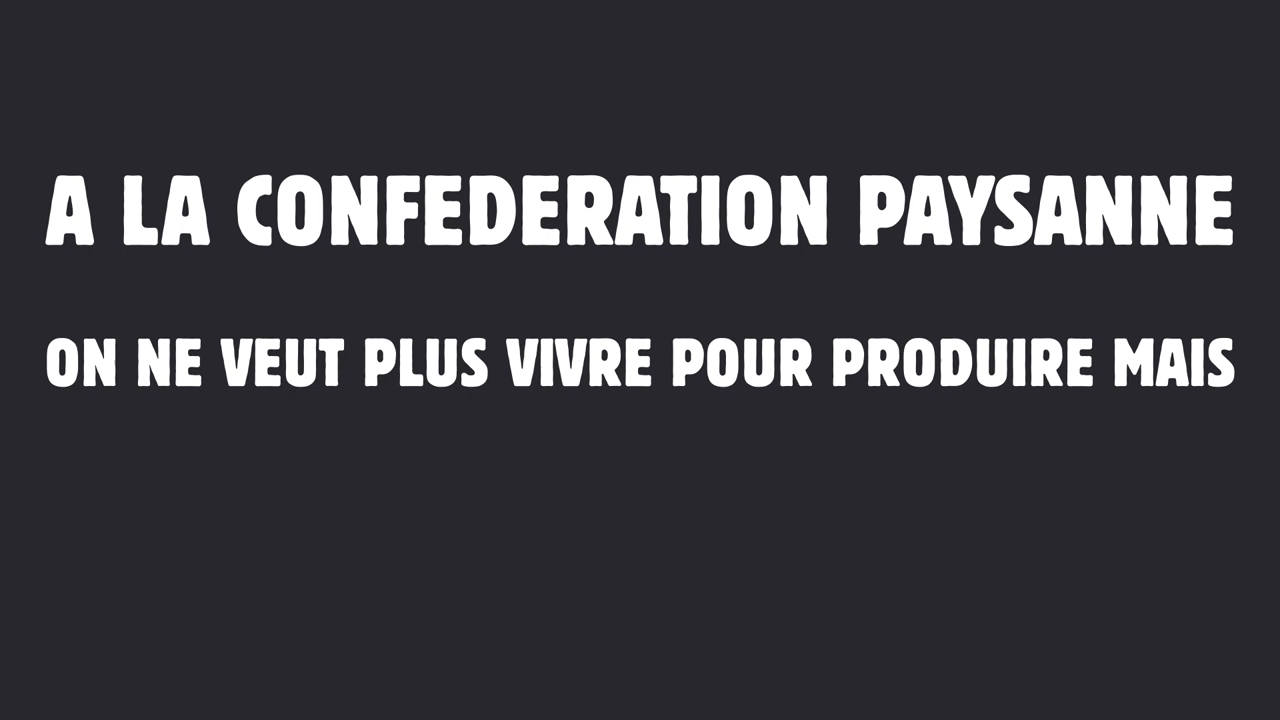 A LA CONFEDERATION PAYSANNE
ON NE VEUT PLUS VIVRE POUR PRODUIRE MAIS